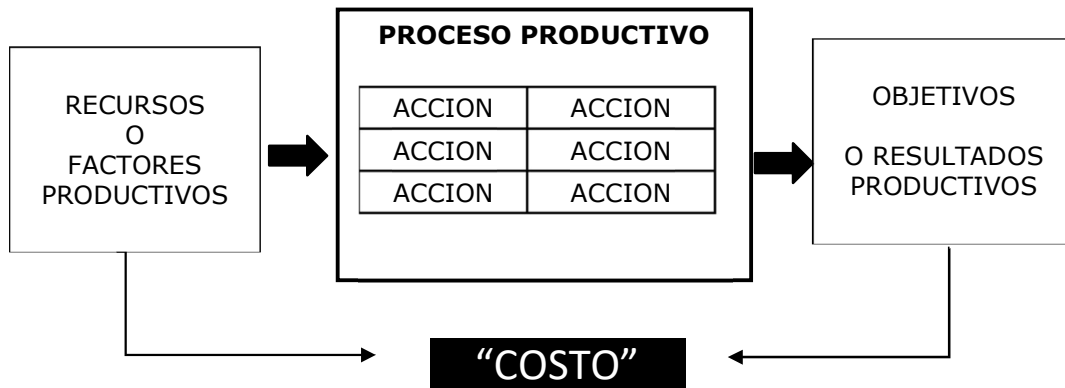 RECURSOS
O
FACTORES
PRODUCTIVOS
PROCESO PRODUCTIVO
ACCION ACCION
ACCION ACCION
ACCION ACCION
OBJETIVOS
O RESULTADOS
PRODUCTIVOS
“COSTO”